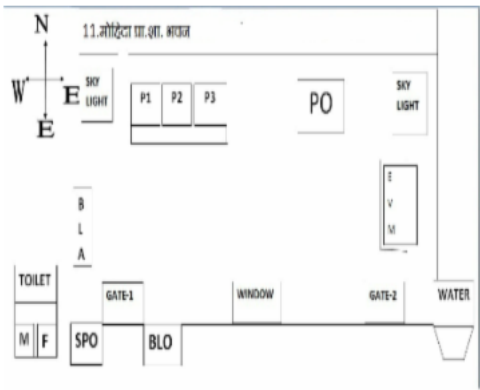 N
11.मोहिदा प्रा.शा. भवन
W E
E
SKY
LIGHT
P1 P2 P3
PO
SKY
LIGHT
E
V
M
B
L
A
TOILET
GATE-1
WINDOW
GATE-2
WATER
M F
SPO
BLO